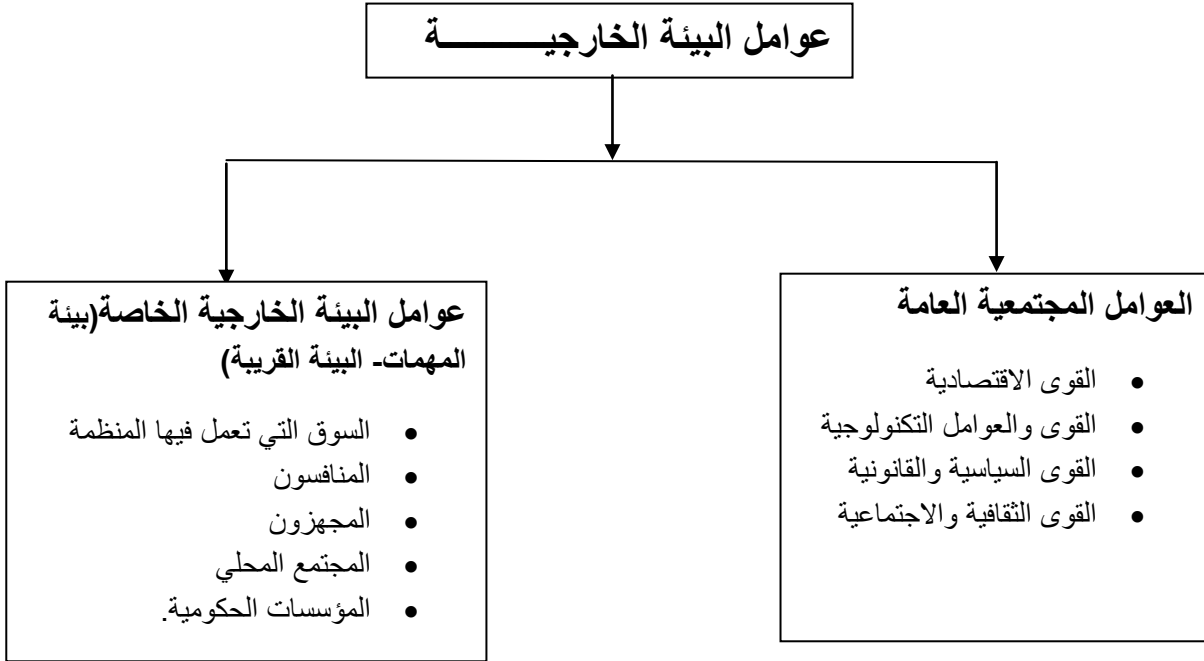 عوامل البيئة الخارجيـــــــــــة
العوامل المجتمعية العامة
• القوى الاقتصادية
• القوى والعوامل التكنولوجية
• القوى السياسية والقانونية
• القوى الثقافية والاجتماعية
عوامل البيئة الخارجية الخاصة(بيئة
المهمات- البيئة القريبة)
• السوق التي تعمل فيها المنظمة
• المنافسون
• المجهزون
• المجتمع المحلي
• المؤسسات الحكومية.